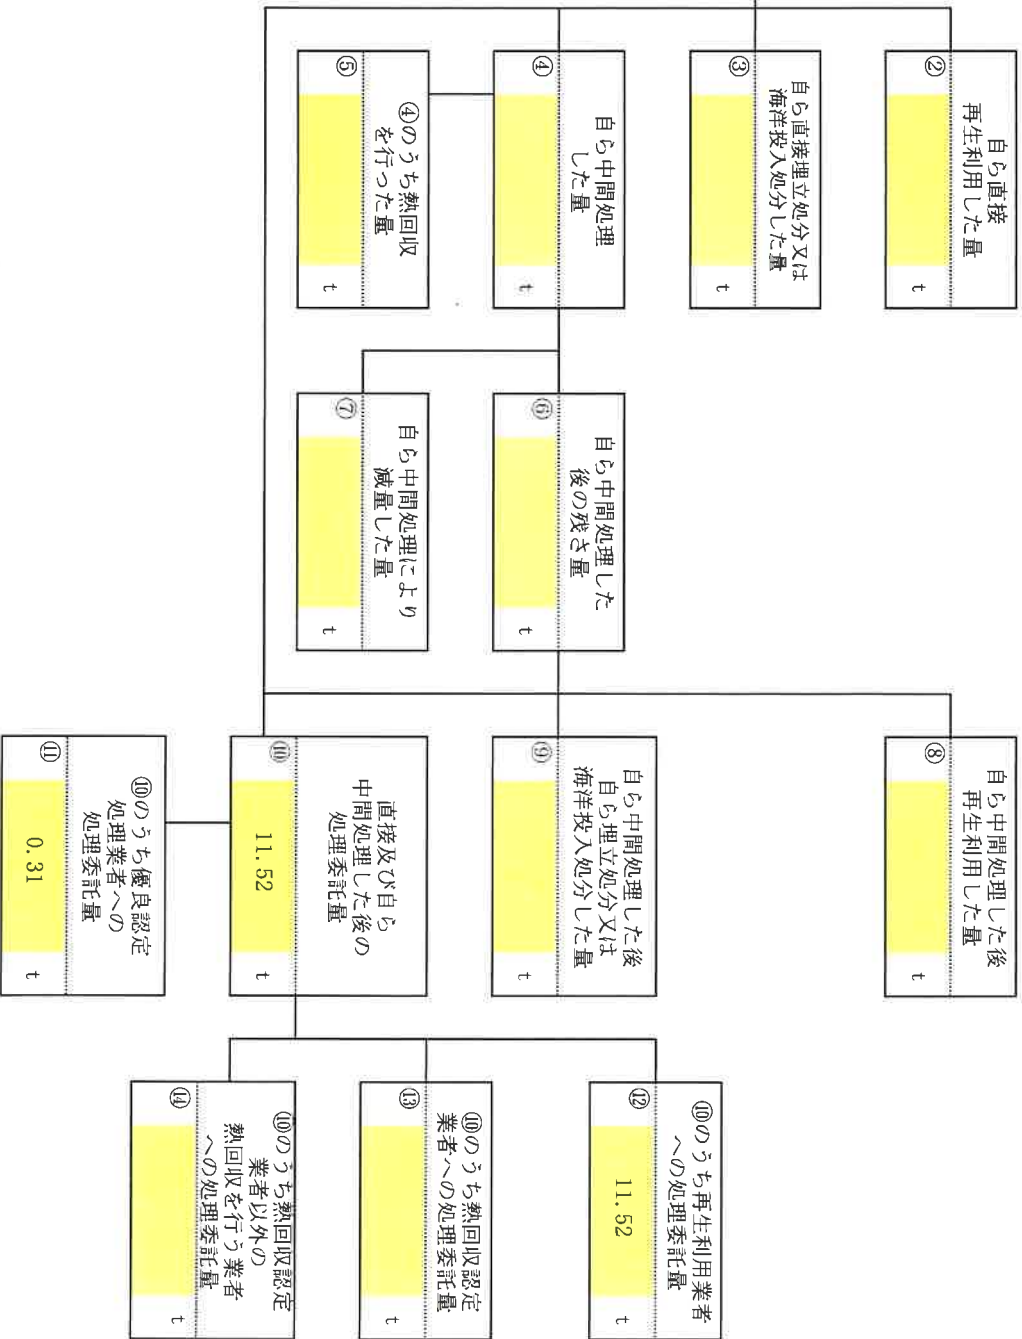 自ら直接
再生利用した量
②
t
自ら直接埋立処分又は
海洋投入処分した量
③
t
自ら中間処理
した量
④
t
④のうち熱回収
を行った量
⑤
t
自ら中間処理した
後の残さ量
⑥
t
自ら中間処理により
減量した量
⑦
t
自ら中間処理した後
再生利用した量
⑧
t
自ら中間処理した後
自ら埋立処分又は
海洋投入処分した量
⑨
t
直接及び自ら
中間処理した後の
処理委託量
⑩
11.52
t
⑩のうち優良認定
処理業者への
処理委託量
⑪
0.31
t
⑩のうち再生利用業者
への処理委託量
⑫
11.52
t
⑩のうち熱回収認定
業者への処理委託量
⑬
t
⑩のうち熱回収認定
業者以外の
熱回収を行う業者
への処理委託量
⑭
t